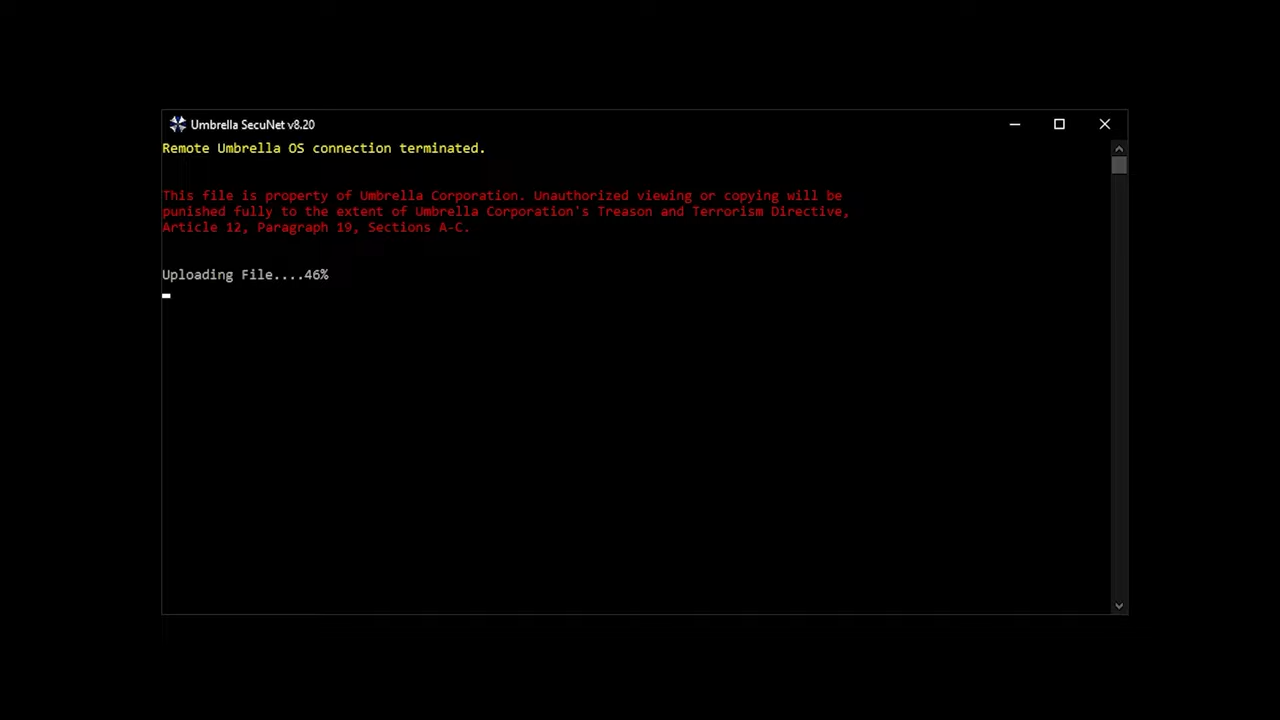 Umbrella SecuNet v8.20
Remote Umbrella OS connection terminated.
This file is property of Umbrella Corporation. Unauthorized viewing or copying will be
punished fully to the extent of Umbrella Corporation's Treason and Terrorism Directive,
Article 12, Paragraph 19, Sections A-C.
Uploading File....46%